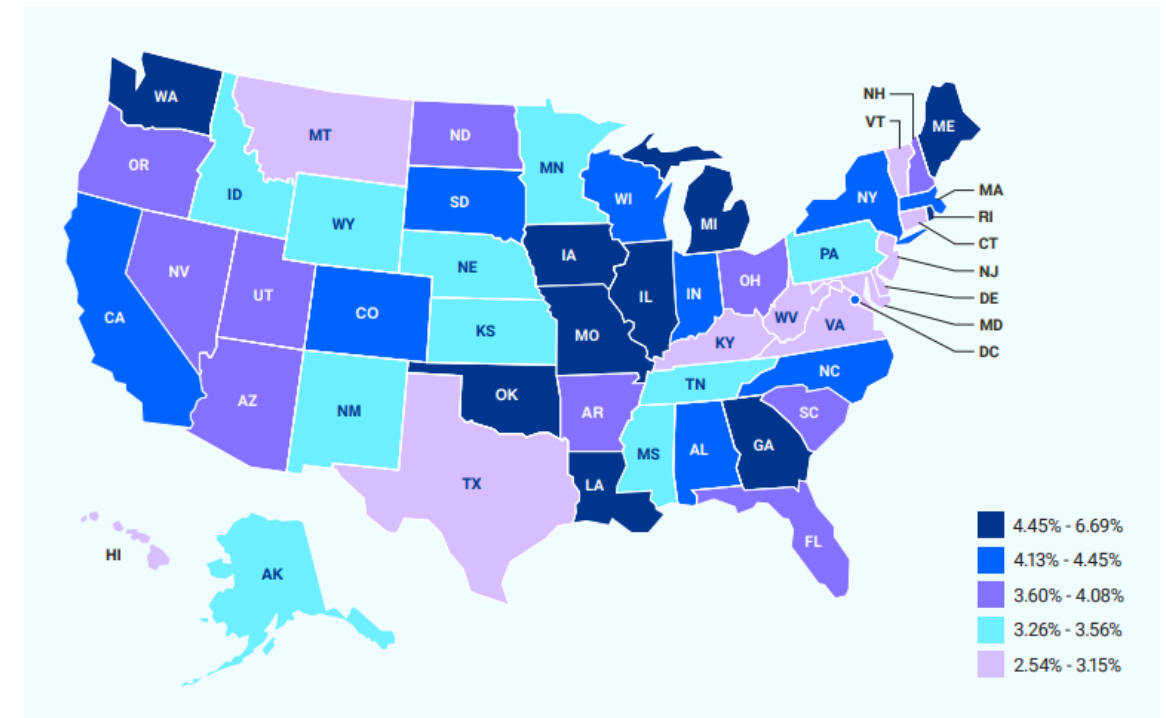 WA
MT
ND
MN
OR
ID
WY
SD
WI
MI
NH
VT
ME
NY
MA
RI
CT
NJ
DE
MD
DC
PA
NE
IA
NV
UT
CO
KS
MO
IL
IN
OH
WV
VA
KY
CA
AZ
NM
OK
AR
TN
NC
SC
MS
AL
GA
TX
LA
FL
HI
AK
4.45% - 6.69%
4.13% - 4.45%
3.60% - 4.08%
3.26% - 3.56%
2.54% - 3.15%